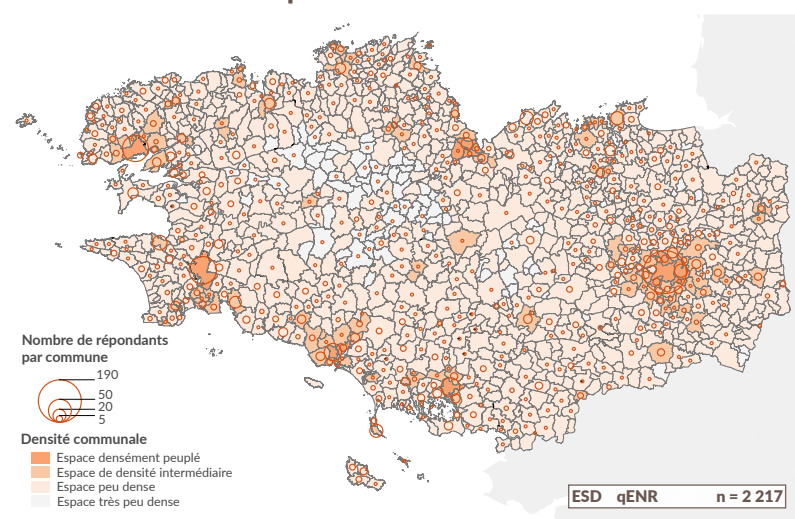 Nombre de répondants
par commune
190
50
20
5
Densité communale
Espace densément peuplé
Espace de densité intermédiaire
Espace peu dense
Espace très peu dense
ESD qENR n = 2 217